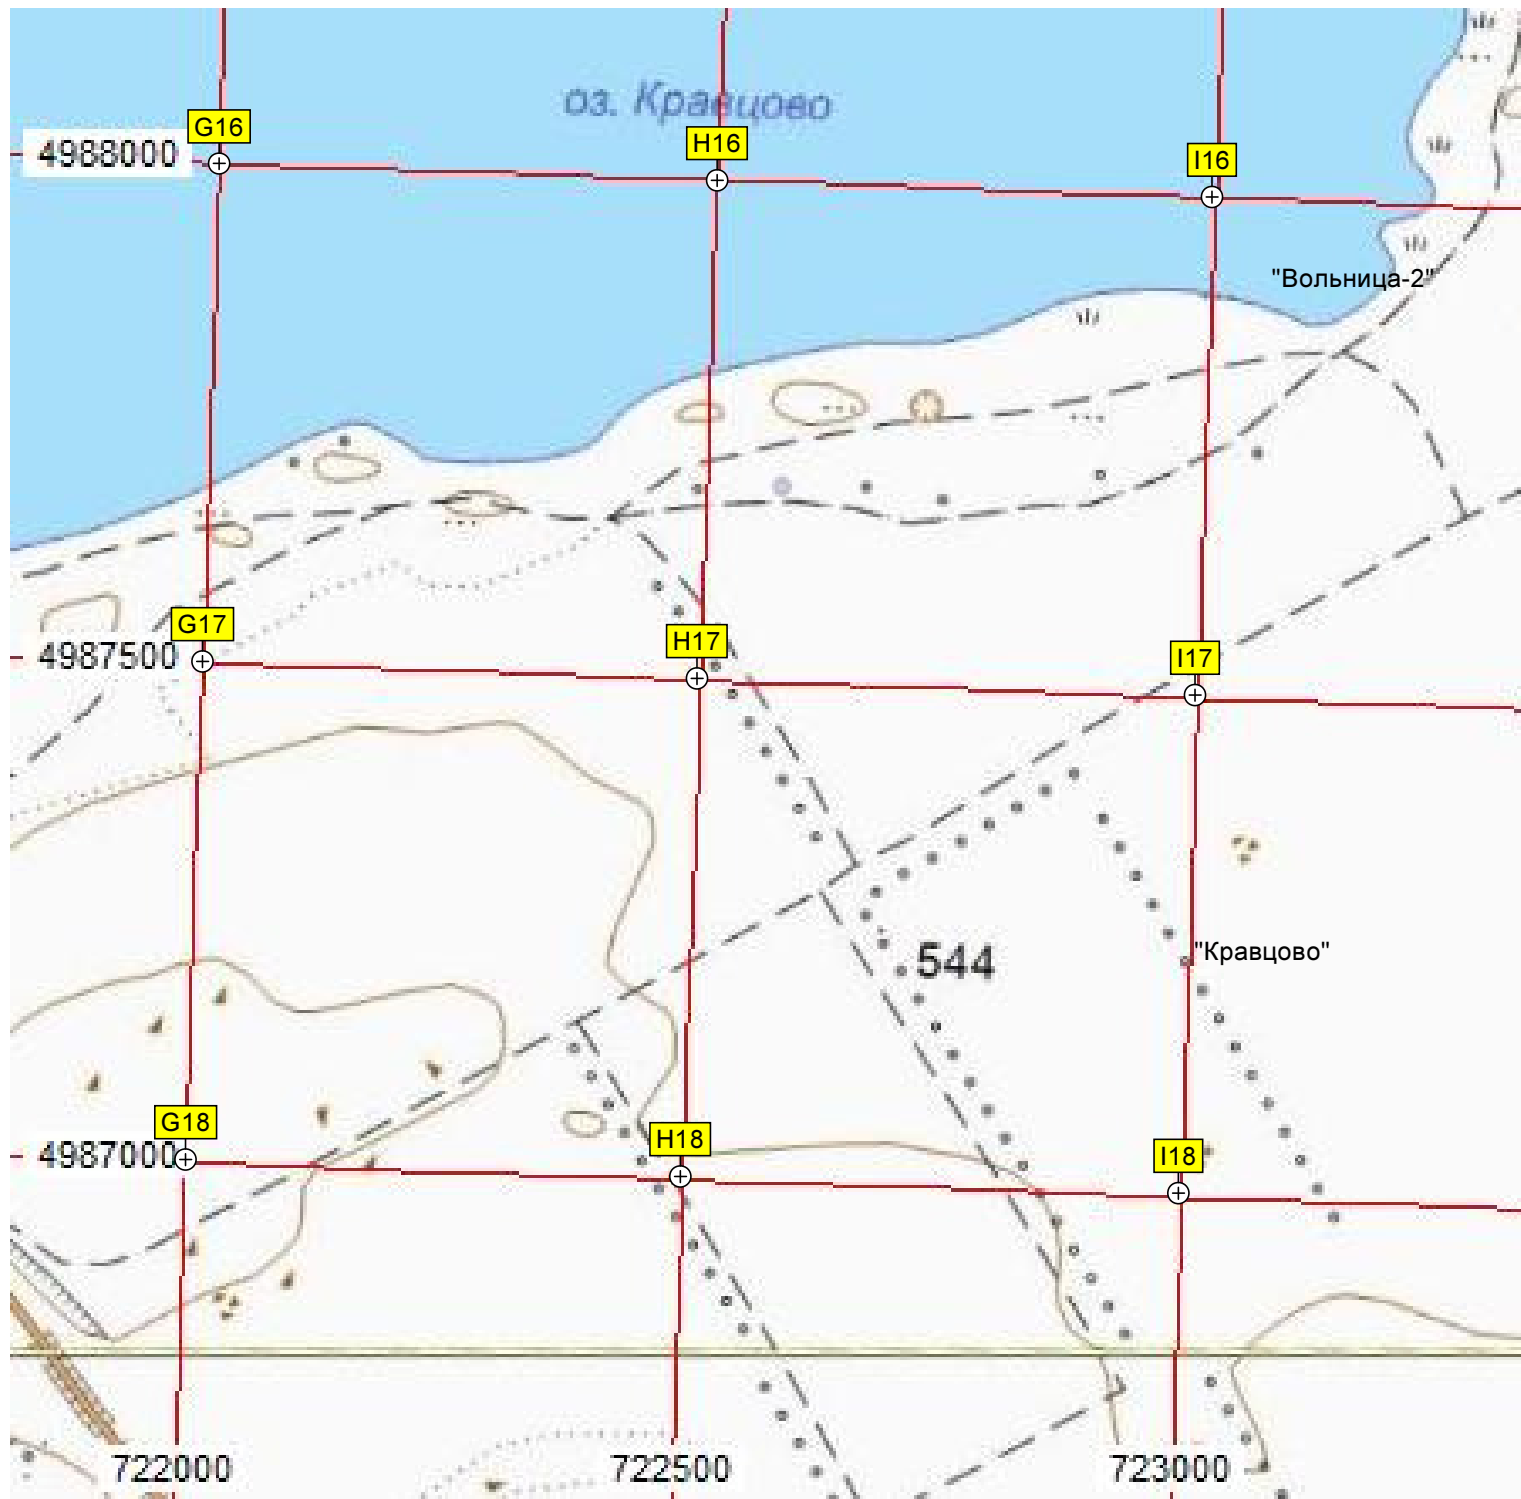 оз. Кравцово
G16
H16
I16
4988000
"Вольница-2"
G17
H17
I17
4987500
544
"Кравцово"
G18
H18
I18
4987000
722000
722500
723000